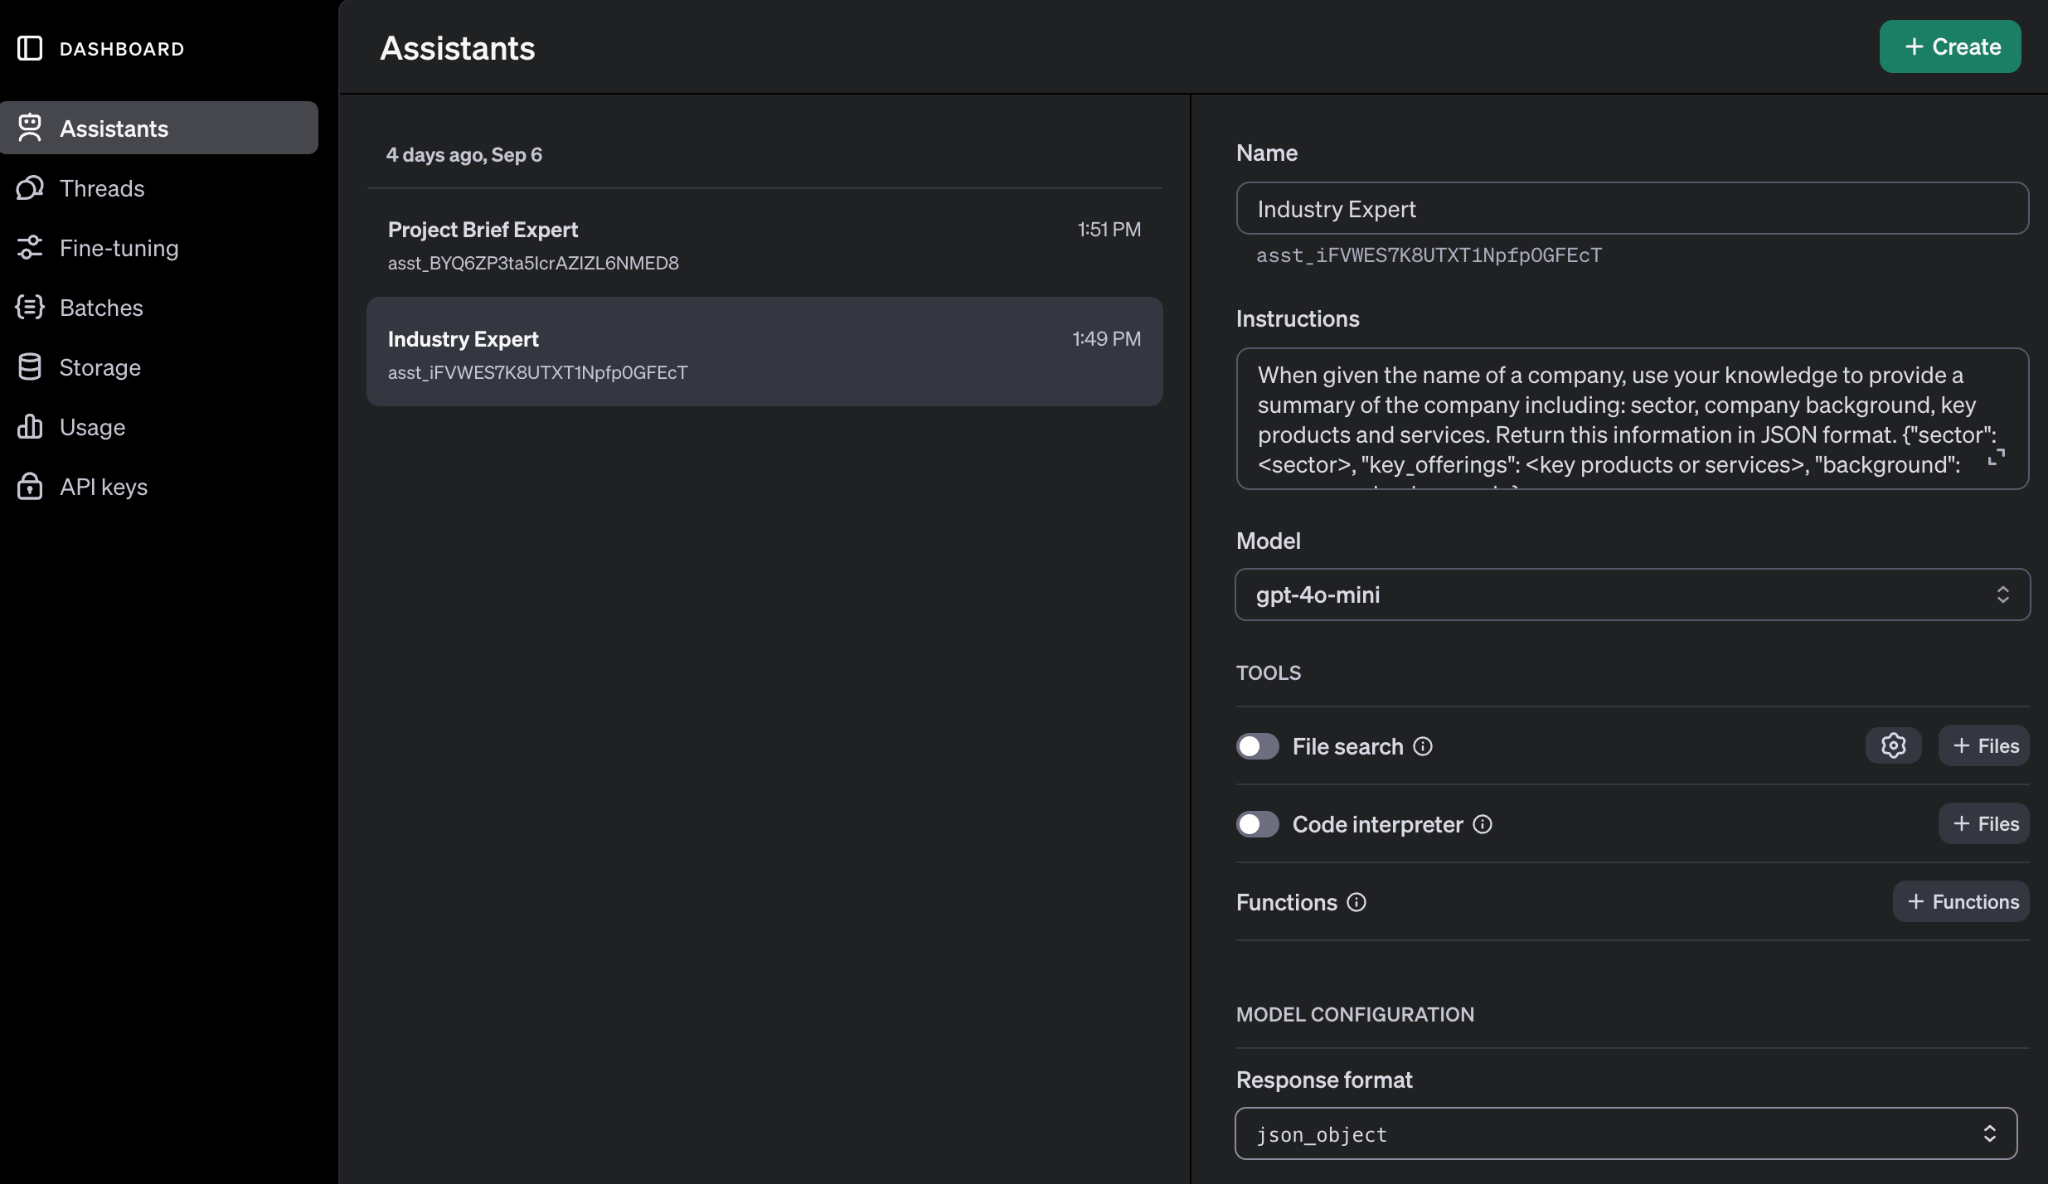 DASHBOARD
Assistants
Threads
Fine-tuning
Batches
Storage
Usage
API keys
Assistants
+ Create
4 days ago, Sep 6
Project Brief Expert 1:51 PM
asst_BYQ6ZP3ta5lcrAZIZL6NMED8
Industry Expert 1:49 PM
asst_iFVWES7K8UTXT1Npfp0GFEcT
Name
Industry Expert
asst_iFVWES7K8UTXT1Npfp0GFEcT
Instructions
When given the name of a company, use your knowledge to provide a
summary of the company including: sector, company background, key
products and services. Return this information in JSON format. {"sector":
<sector>, "key_offerings": <key products or services>, "background":
Model
gpt-4o-mini
TOOLS
File search
+ Files
Code interpreter
+ Files
Functions
+ Functions
MODEL CONFIGURATION
Response format
json_object